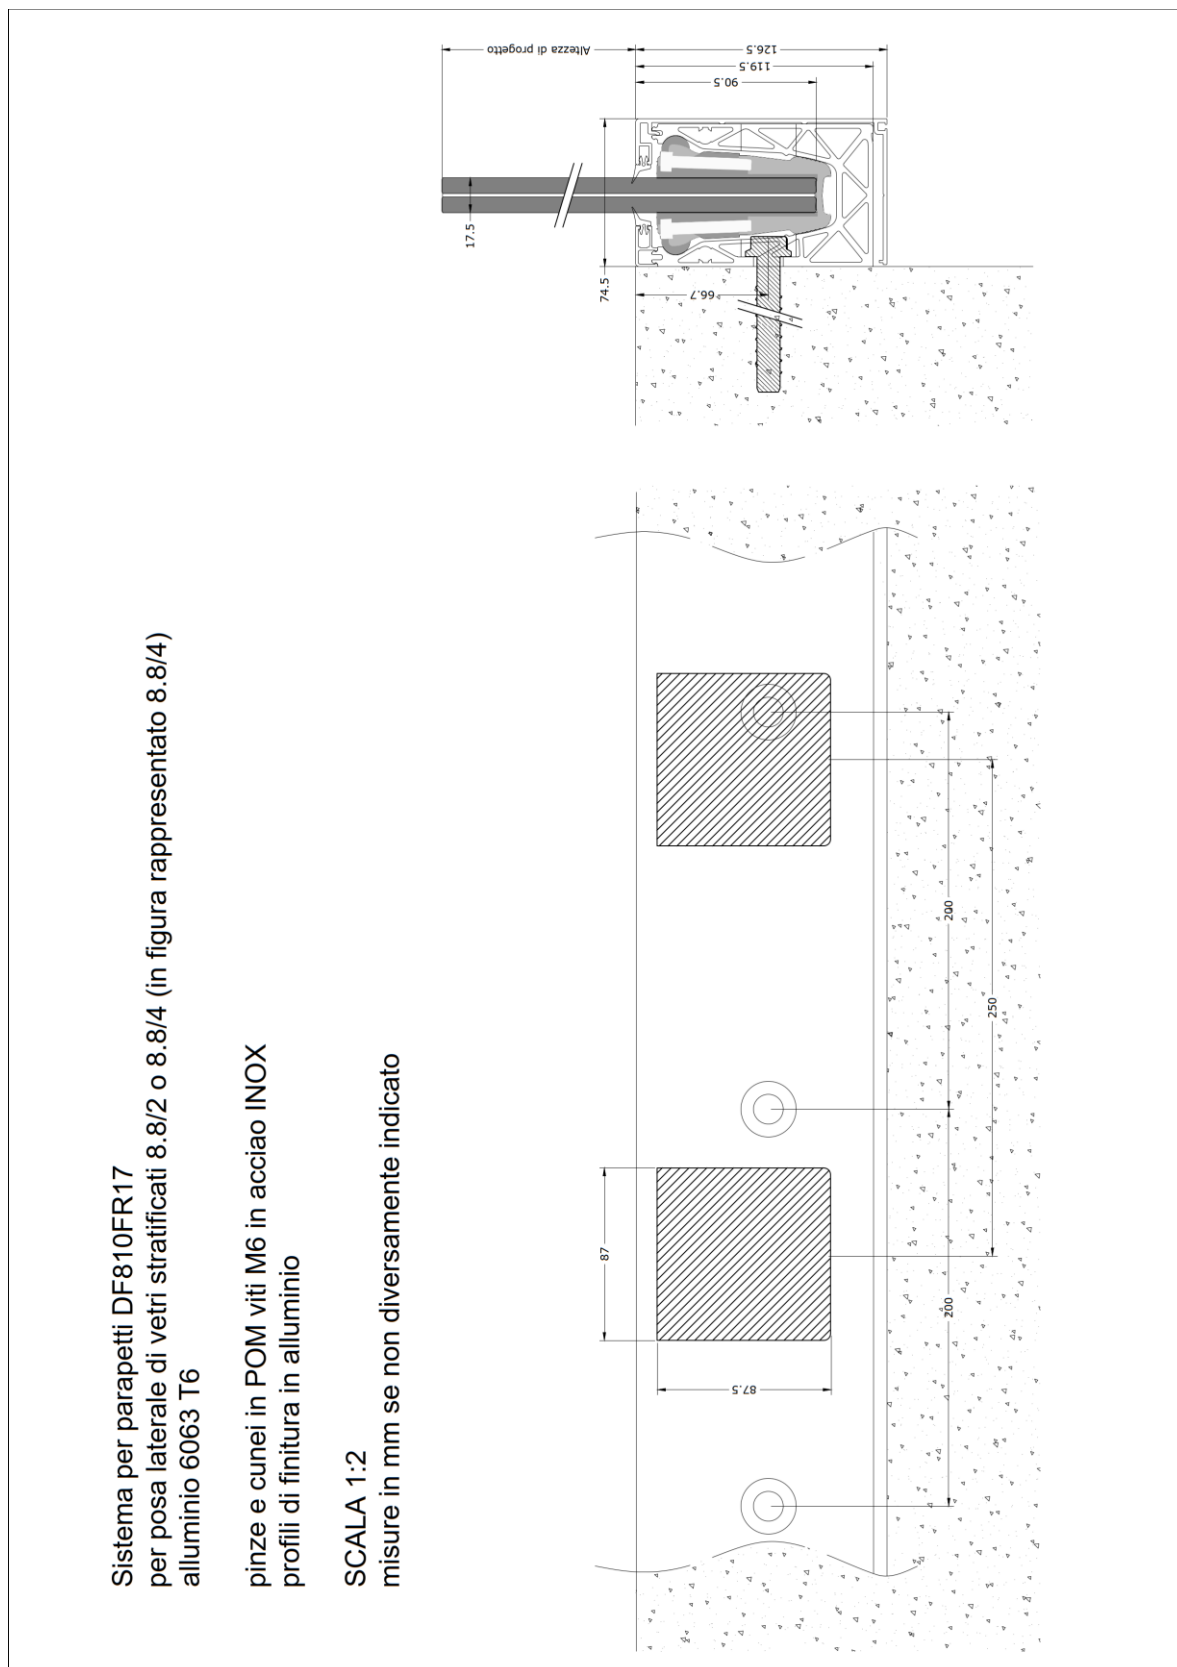 Sistema per parapetti DF810FR17
per posa laterale di vetri stratificati 8.8/2 o 8.8/4 (in figura rappresentato 8.8/4)
alluminio 6063 T6
pinze e cunei in POM viti M6 in acciao INOX
profili di finitura in alluminio
SCALA 1:2
misure in mm se non diversamente indicato
Altezza di progetto
126.5
119.5
90.5
17.5
74.5
66.7
200
250
87
200
87.5